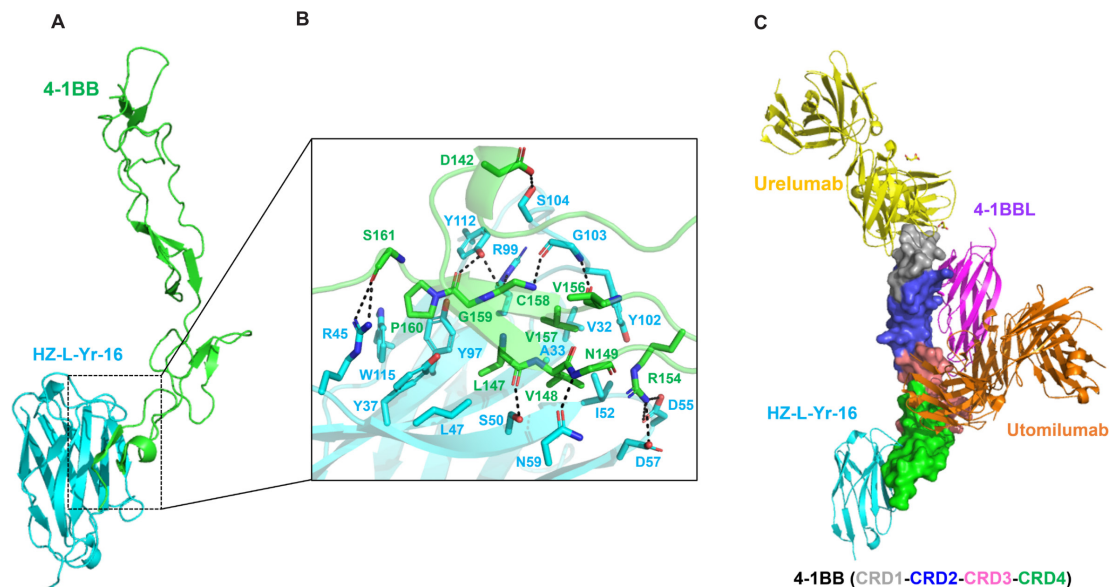 A
4-1BB
HZ-L-Yr-16
B
D142
S104
Y112
S161
R99
G103
C158
V156
G159
R45
P160
V157
V32
Y102
Y97
A33
N149
W115
L147
R154
V148
Y37
I52
D55
L47
S50
N59
D57
C
Urelumab
4-1BBL
HZ-L-Yr-16
Utomilumab
4-1BB (CRD1-CRD2-CRD3-CRD4)